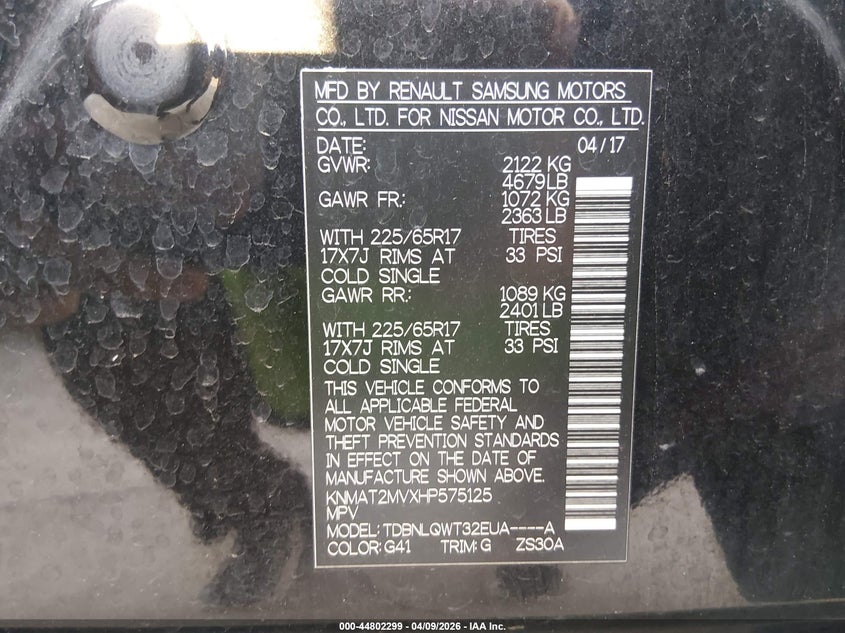 MFD BY RENAULT SAMSUNG MOTORS
CO., LTD. FOR NISSAN MOTOR CO., LTD.
DATE: 04/17
GVWR: 2122 KG
4679 LB
GAWR FR.: 1072 KG
2363 LB
WITH 225/65R17 TIRES
17X7J RIMS AT 33 PSI
COLD SINGLE
GAWR RR.: 1089 KG
2401 LB
WITH 225/65R17 TIRES
17X7J RIMS AT 33 PSI
COLD SINGLE
THIS VEHICLE CONFORMS TO
ALL APPLICABLE FEDERAL
MOTOR VEHICLE SAFETY AND
THEFT PREVENTION STANDARDS
IN EFFECT ON THE DATE OF
MANUFACTURE SHOWN ABOVE.
KNMAT2MVXHP575125
MPV
MODEL: TDBNLQWT32EUA----A
COLOR: G41 TRIM: G ZS30A
000-44802299 - 04/09/2026 - IAA Inc.